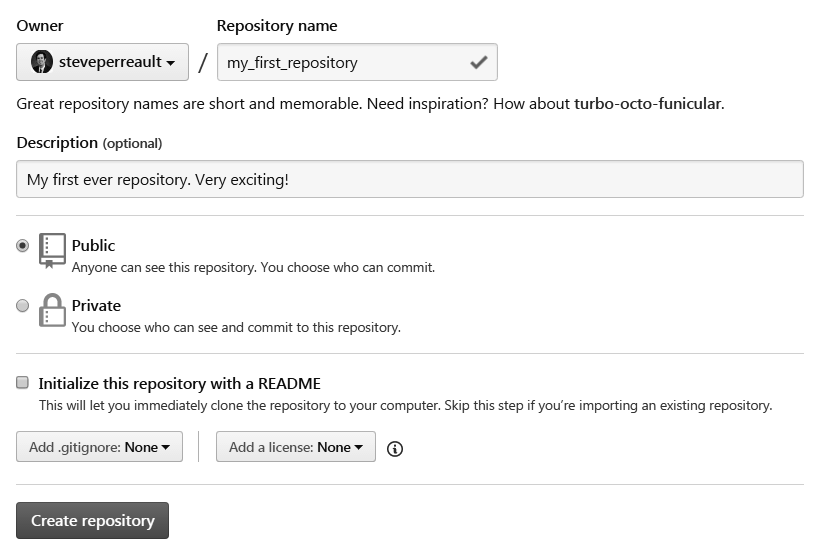 Owner Repository name
steveperreault / my_first_repository
Great repository names are short and memorable. Need inspiration? How about turbo-octo-funicular.
Description (optional)
My first ever repository. Very exciting!
Public
Anyone can see this repository. You choose who can commit.
Private
You choose who can see and commit to this repository.
Initialize this repository with a README
This will let you immediately clone the repository to your computer. Skip this step if you’re importing an existing repository.
Add .gitignore: None Add a license: None
Create repository